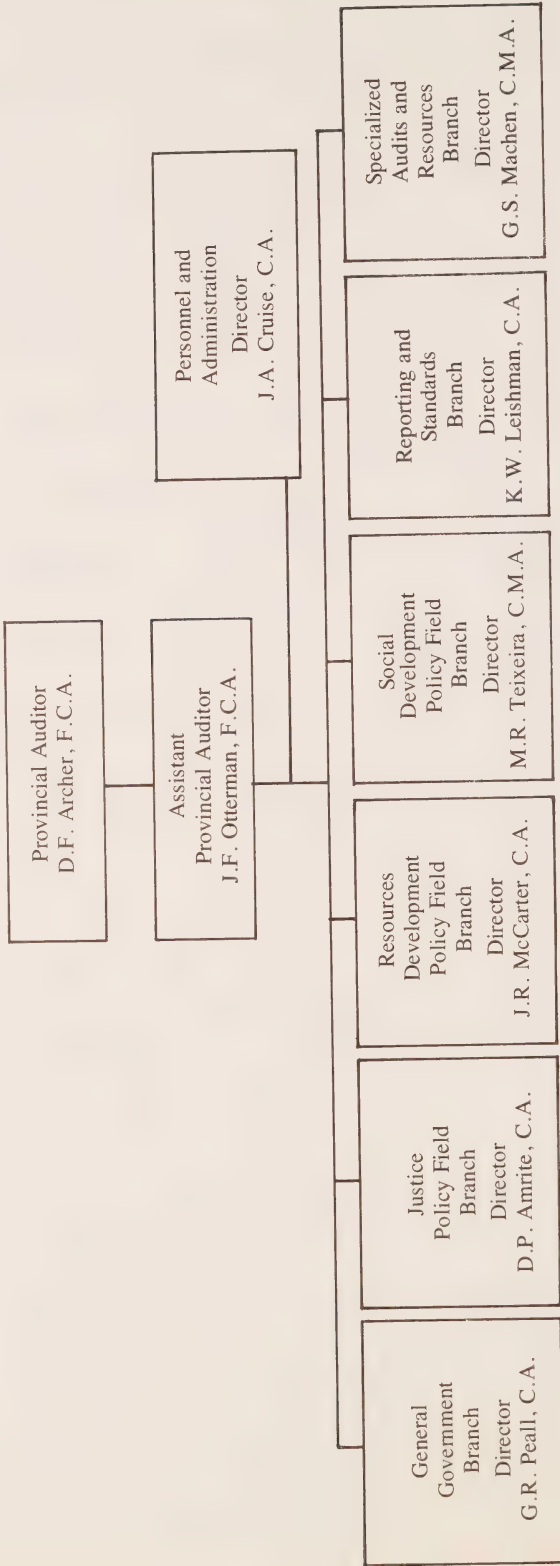 Provincial Auditor
D.F. Archer, F.C.A.
Assistant
Provincial Auditor
J.F. Otterman, F.C.A.
Personnel and
Administration
Director
J.A. Cruise, C.A.
General
Government
Branch
Director
G.R. Peall, C.A.
Justice
Policy Field
Branch
Director
D.P. Amrite, C.A.
Resources
Development
Policy Field
Branch
Director
J.R. McCarter, C.A.
Social
Development
Policy Field
Branch
Director
M.R. Teixeira, C.M.A.
Reporting and
Standards
Branch
Director
K.W. Leishman, C.A.
Specialized
Audits and
Resources
Branch
Director
G.S. Machen, C.M.A.